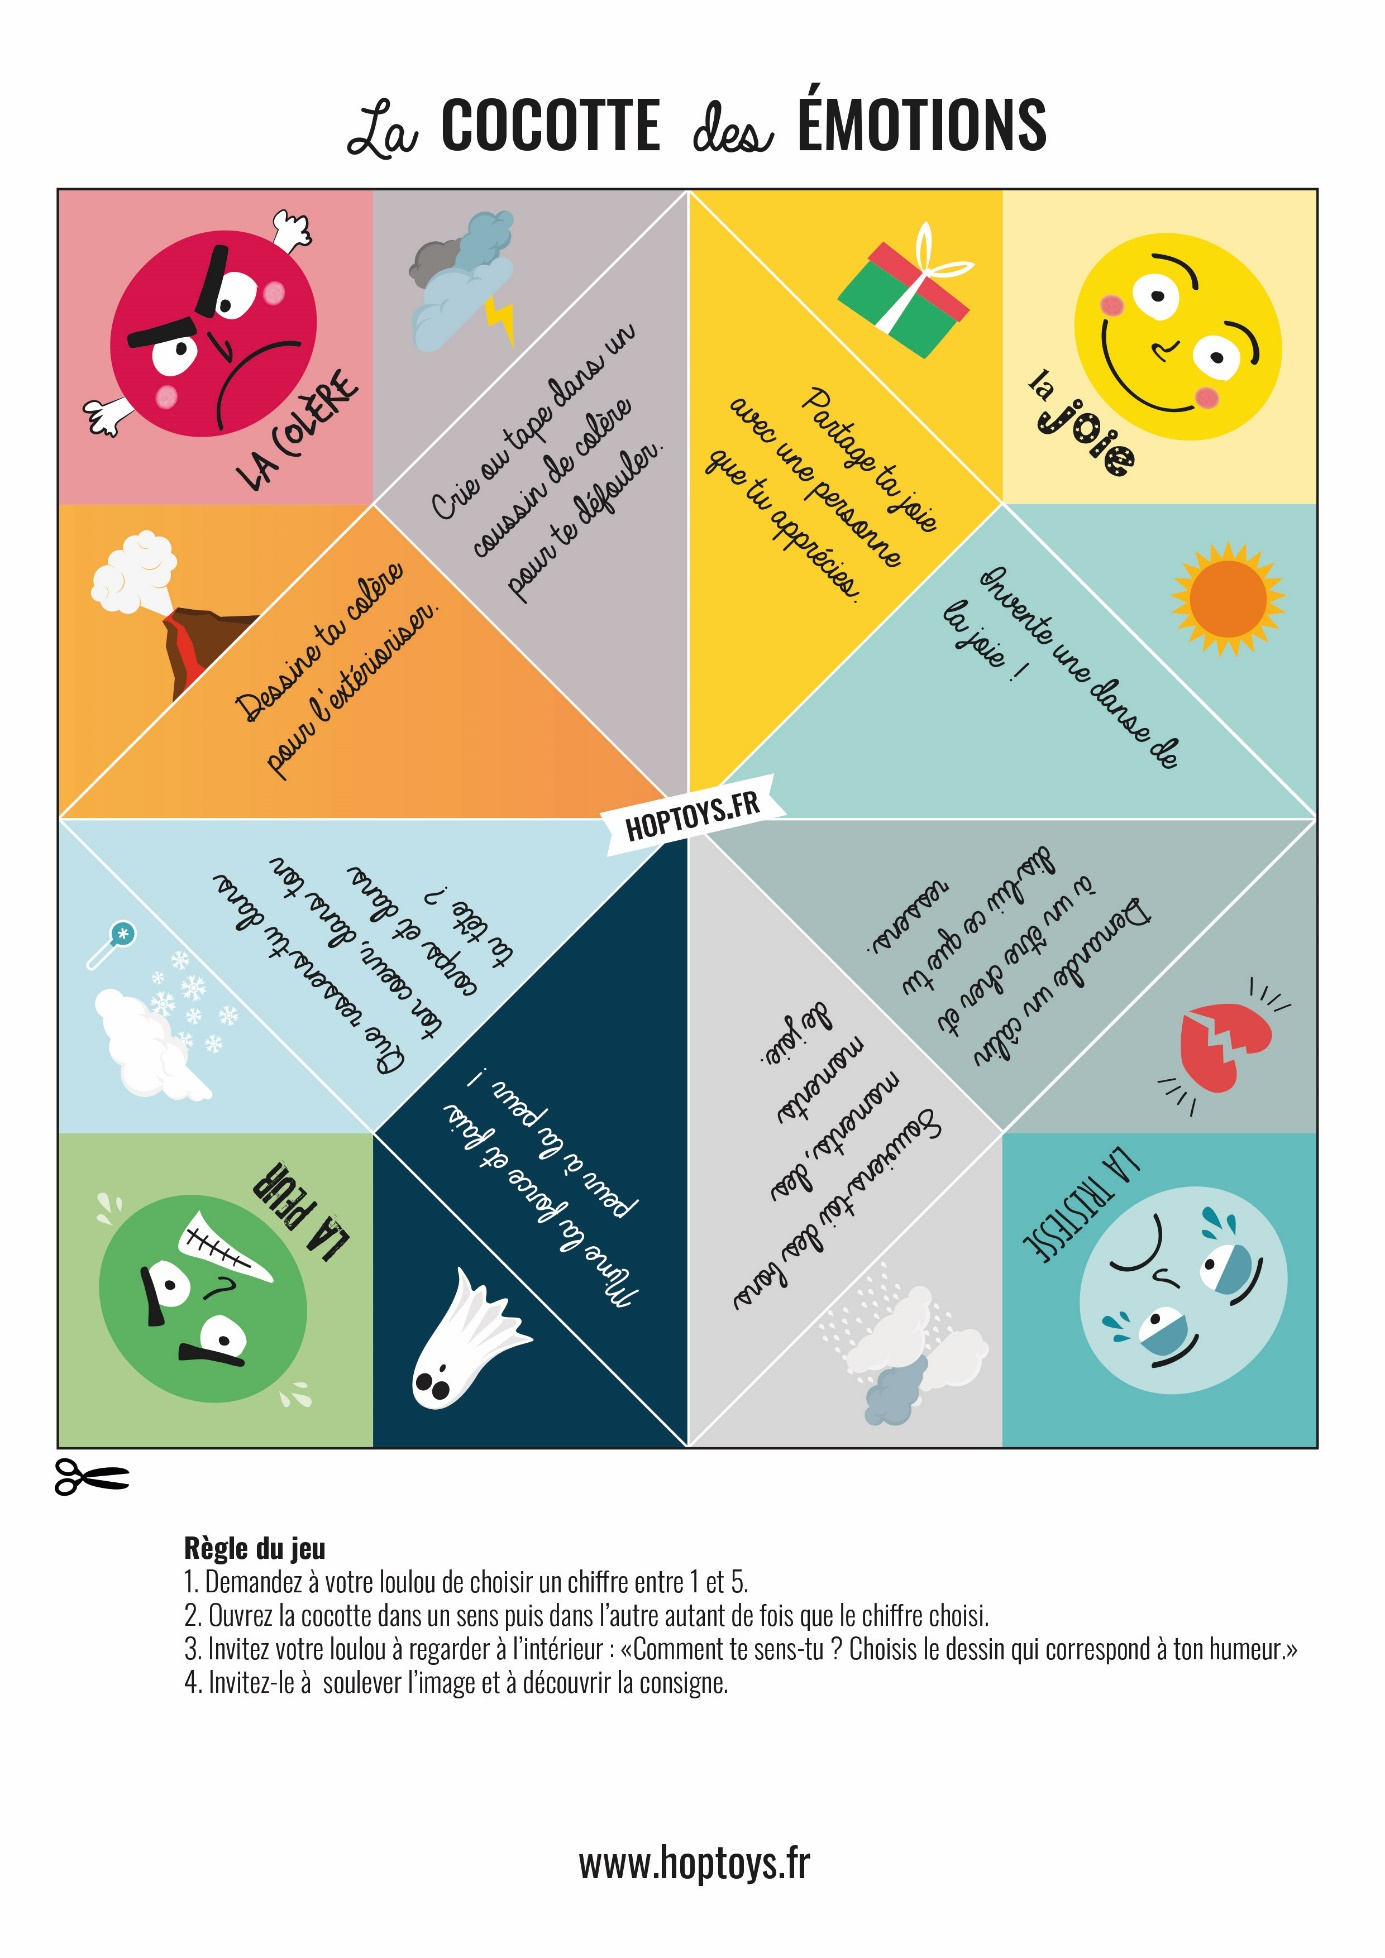 La COCOTTE des ÉMOTIONS
LA COLÈRE
Crie ou tape dans un
coussin de colère
pour te défouler.
Partage ta joie
avec une personne
que tu apprécies.
la joie
Dessine ta colère
pour l'extérioriser.
Invente une danse de
la joie !
HOPTOYS.FR
Que ressens-tu dans
ton coeur, dans ton
corps et dans
ta tête ?
Demande un câlin
à un être cher et
dis-lui ce que tu
ressens.
LA PEUR
Mime la force et fais
peur à la peur !
Souviens-toi des bons
moments, des
moments
de joie.
LA TRISTESSE
Règle du jeu
1. Demandez à votre loulou de choisir un chiffre entre 1 et 5.
2. Ouvrez la cocotte dans un sens puis dans l'autre autant de fois que le chiffre choisi.
3. Invitez votre loulou à regarder à l'intérieur : «Comment te sens-tu ? Choisis le dessin qui correspond à ton humeur.»
4. Invitez-le à soulever l'image et à découvrir la consigne.
www.hoptoys.fr